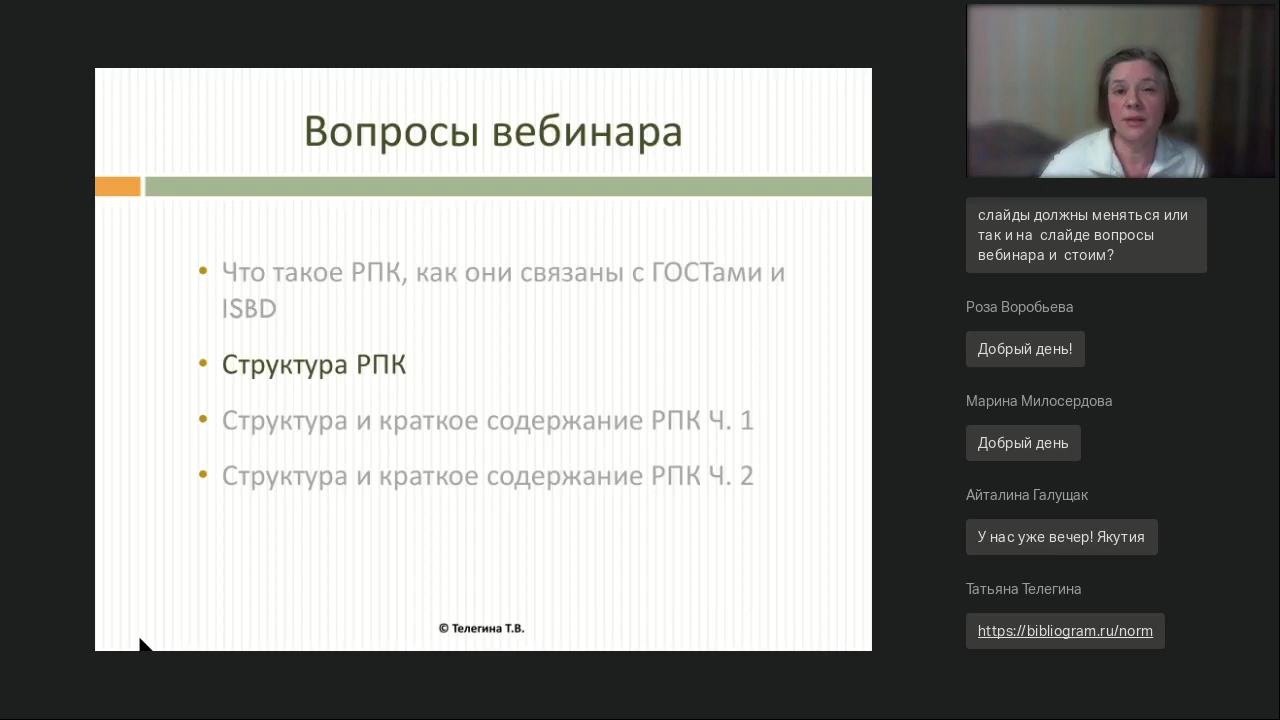 Вопросы вебинара
Что такое РПК, как они связаны с ГОСТами и
ISBD
Структура РПК
Структура и краткое содержание РПК Ч. 1
Структура и краткое содержание РПК Ч. 2
© Телегина Т.В.
слайды должны меняться или
так и на слайде вопросы
вебинара и стоим?
Роза Воробьева
Добрый день!
Марина Милосердова
Добрый день
Айталина Галущак
У нас уже вечер! Якутия
Татьяна Телегина
https://bibliogram.ru/norm